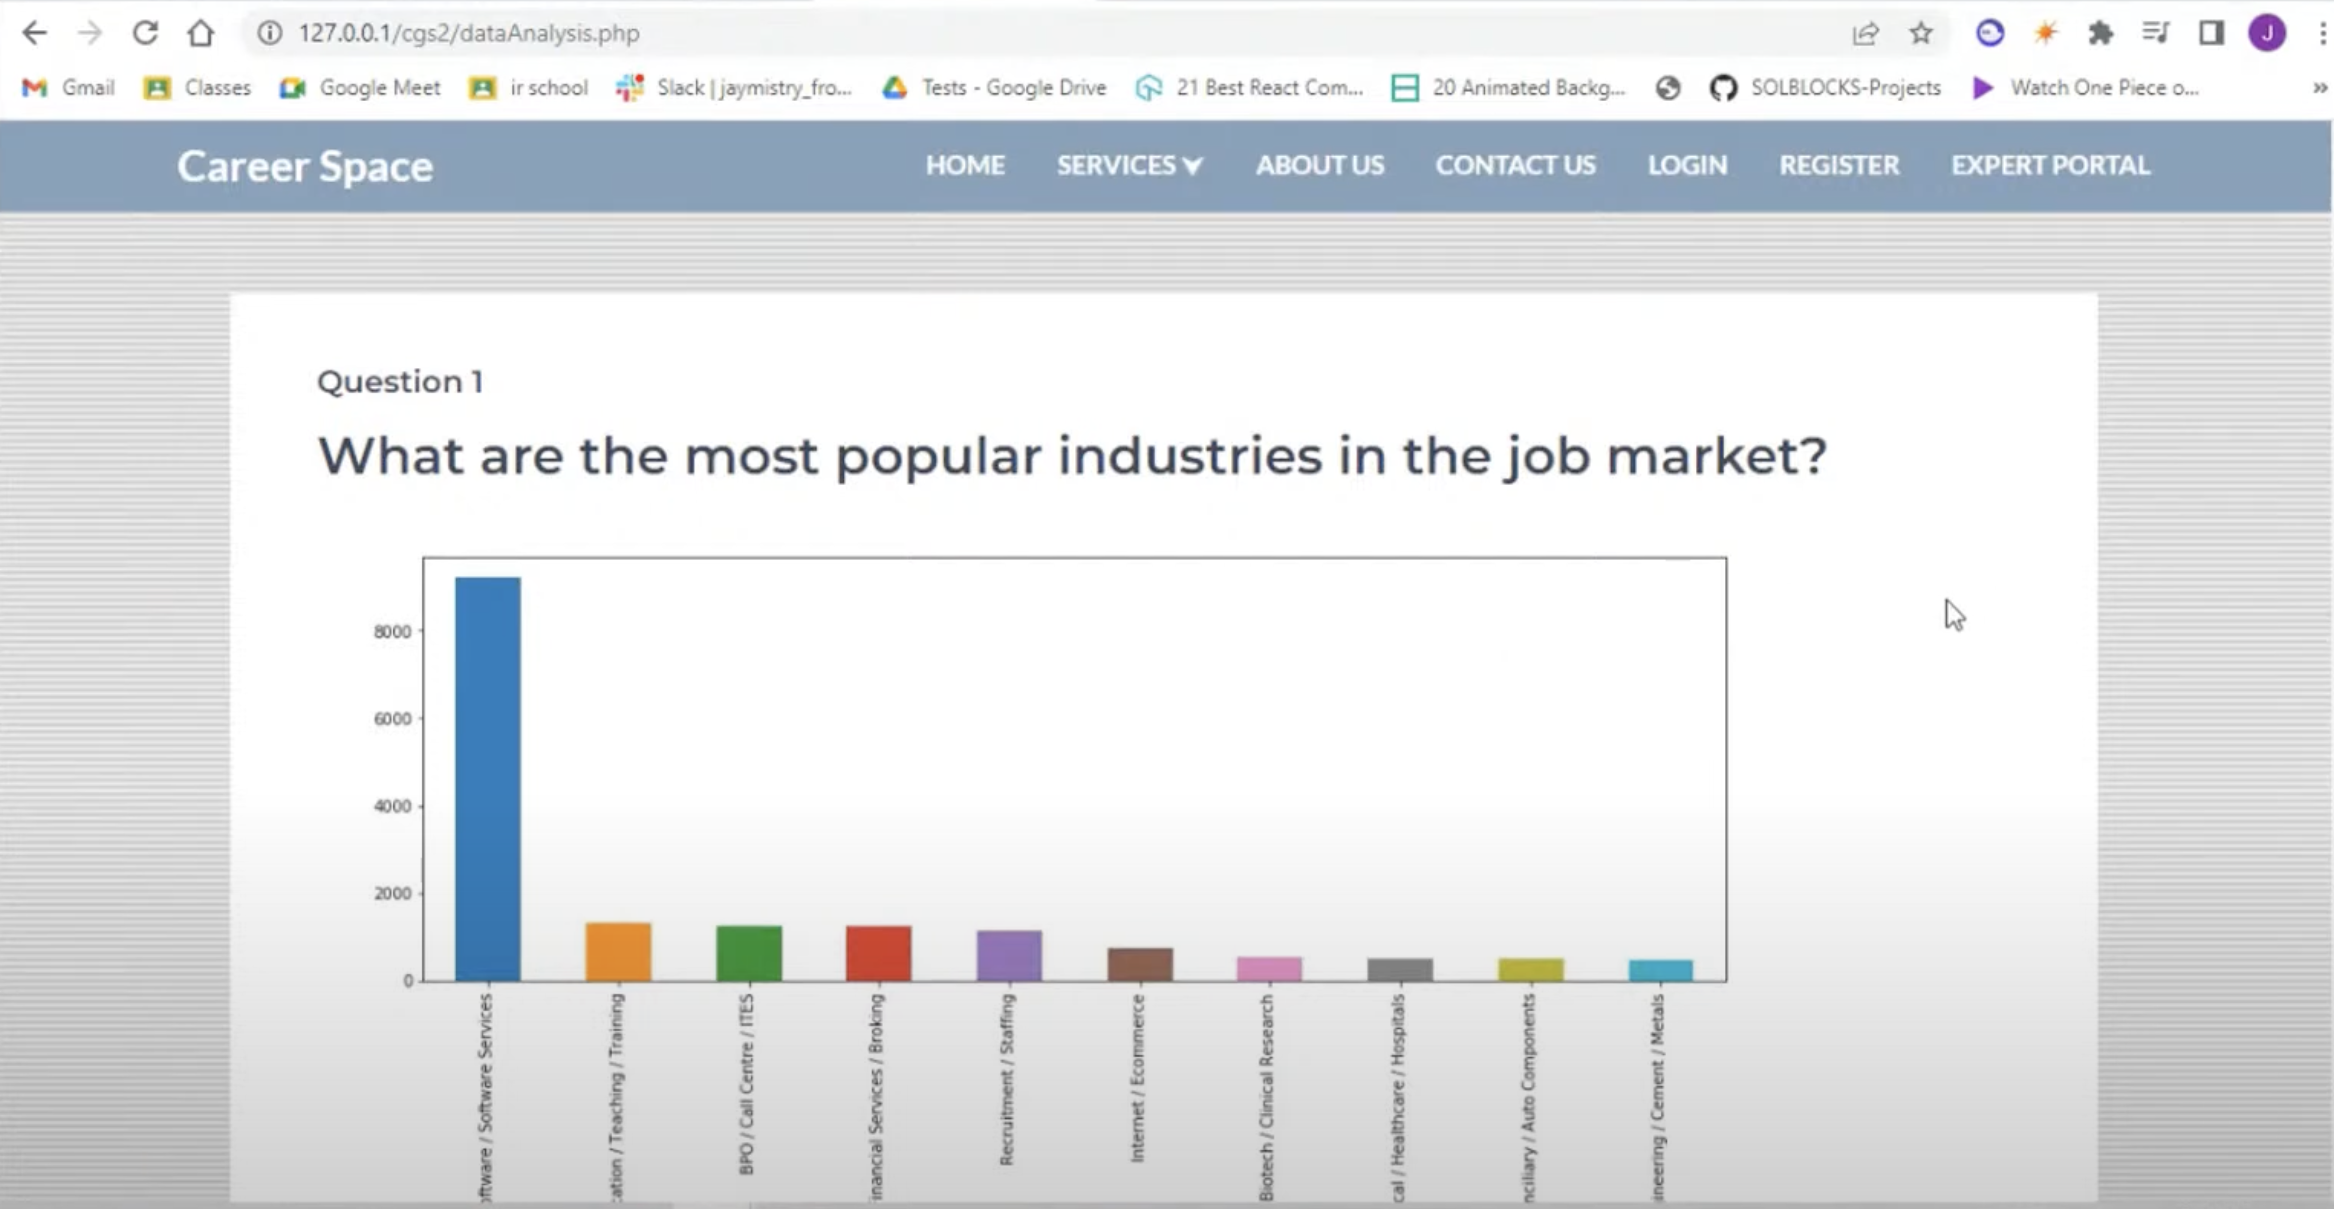 127.0.0.1/cgs2/dataAnalysis.php
J
Gmail Classes Google Meet ir school Slack | jaymistry_fro... Tests - Google Drive 21 Best React Com... 20 Animated Backg... SOLBLOCKS-Projects Watch One Piece o... »
Career Space HOME SERVICES ABOUT US CONTACT US LOGIN REGISTER EXPERT PORTAL
Question 1
What are the most popular industries in the job market?
8000
6000
4000
2000
0
oftware / Software Services
cation / Teaching / Training
BPO / Call Centre / ITES
inancial Services / Broking
Recruitment / Staffing
Internet / Ecommerce
Biotech / Clinical Research
cal / Healthcare / Hospitals
nciliary / Auto Components
ineering / Cement / Metals